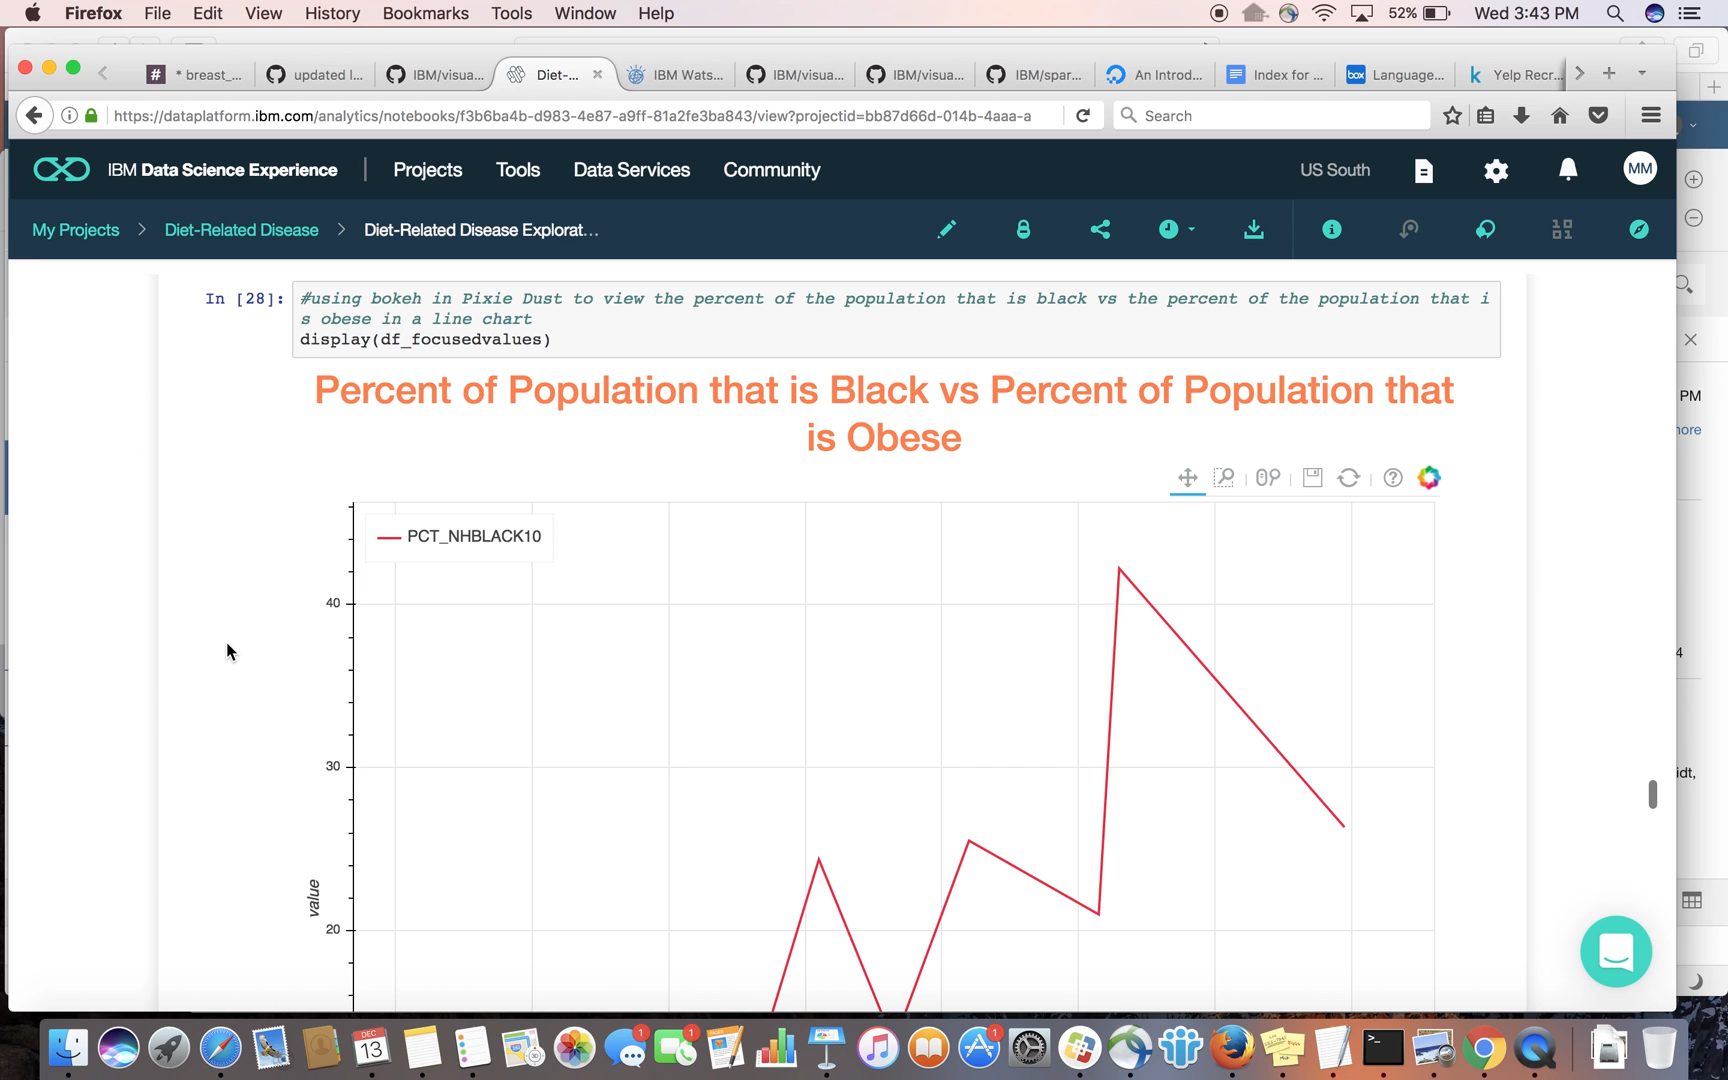 Firefox File Edit View History Bookmarks Tools Window Help 52% Wed 3:43 PM
# * breast_... updated I... IBM/visua... Diet-... IBM Wats... IBM/visua... IBM/visua... IBM/spar... An Introd... Index for ... box Language... k Yelp Recr...
https://dataplatform.ibm.com/analytics/notebooks/f3b6ba4b-d983-4e87-a9ff-81a2fe3ba843/view?projectid=bb87d66d-014b-4aaa-a Search
IBM Data Science Experience Projects Tools Data Services Community US South MM
My Projects > Diet-Related Disease > Diet-Related Disease Explorat...
In [28]: #using bokeh in Pixie Dust to view the percent of the population that is black vs the percent of the population that i
s obese in a line chart
display(df_focusedvalues)
PM
Percent of Population that is Black vs Percent of Population that
is Obese
PCT_NHBLACK10
40
30
idt,
value
20
DEC
13
1
1
1